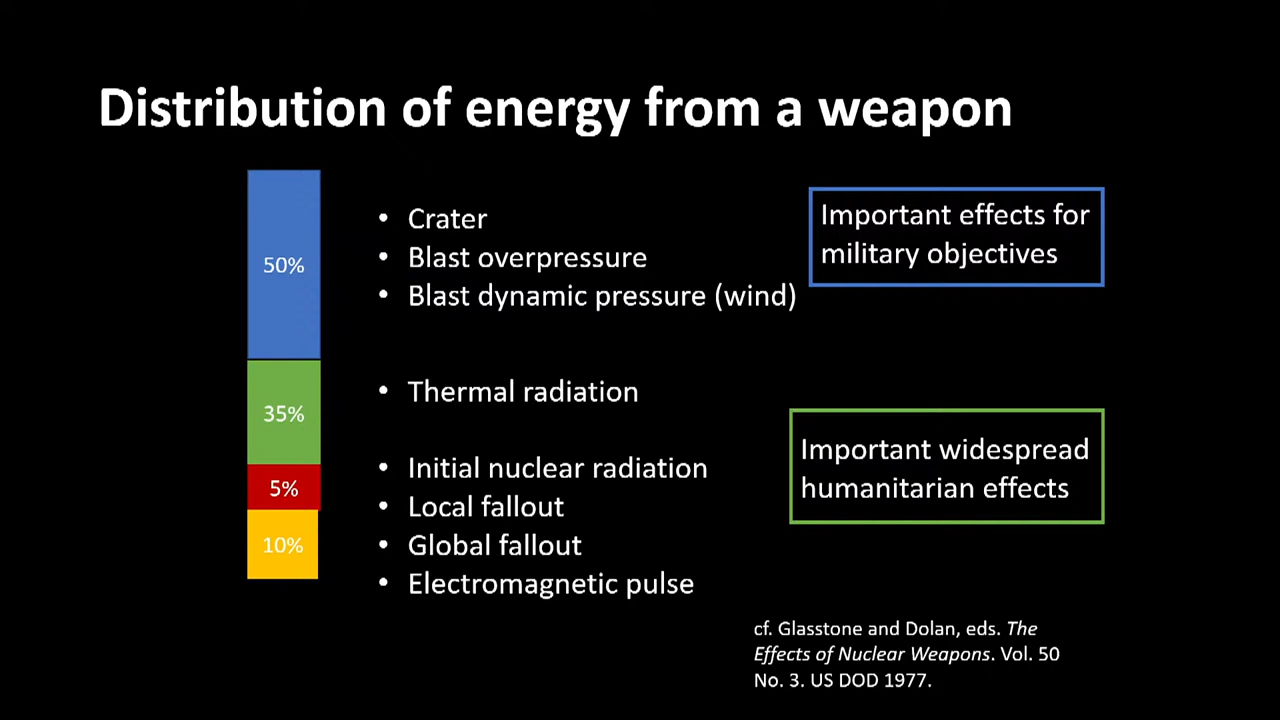 Distribution of energy from a weapon
50%
• Crater
• Blast overpressure
• Blast dynamic pressure (wind)
Important effects for
military objectives
35%
• Thermal radiation
5%
10%
• Initial nuclear radiation
• Local fallout
• Global fallout
• Electromagnetic pulse
Important widespread
humanitarian effects
cf. Glasstone and Dolan, eds. The
Effects of Nuclear Weapons. Vol. 50
No. 3. US DOD 1977.